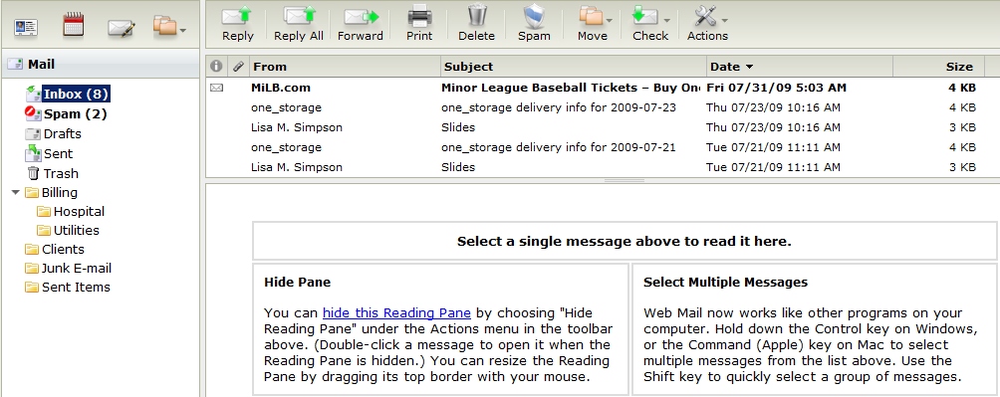 Reply Reply All Forward Print Delete Spam Move Check Actions
Mail
Inbox (8)
Spam (2)
Drafts
Sent
Trash
Billing
Hospital
Utilities
Clients
Junk E-mail
Sent Items
From Subject Date Size
MiLB.com Minor League Baseball Tickets – Buy One Fri 07/31/09 5:03 AM 4 KB
one_storage one_storage delivery info for 2009-07-23 Thu 07/23/09 10:16 AM 4 KB
Lisa M. Simpson Slides Thu 07/23/09 10:16 AM 3 KB
one_storage one_storage delivery info for 2009-07-21 Tue 07/21/09 11:11 AM 4 KB
Lisa M. Simpson Slides Tue 07/21/09 11:11 AM 3 KB
Select a single message above to read it here.
Hide Pane
You can hide this Reading Pane by choosing "Hide
Reading Pane" under the Actions menu in the toolbar
above. (Double-click a message to open it when the
Reading Pane is hidden.) You can resize the Reading
Pane by dragging its top border with your mouse.
Select Multiple Messages
Web Mail now works like other programs on your
computer. Hold down the Control key on Windows,
or the Command (Apple) key on Mac to select
multiple messages from the list above. Use the
Shift key to quickly select a group of messages.